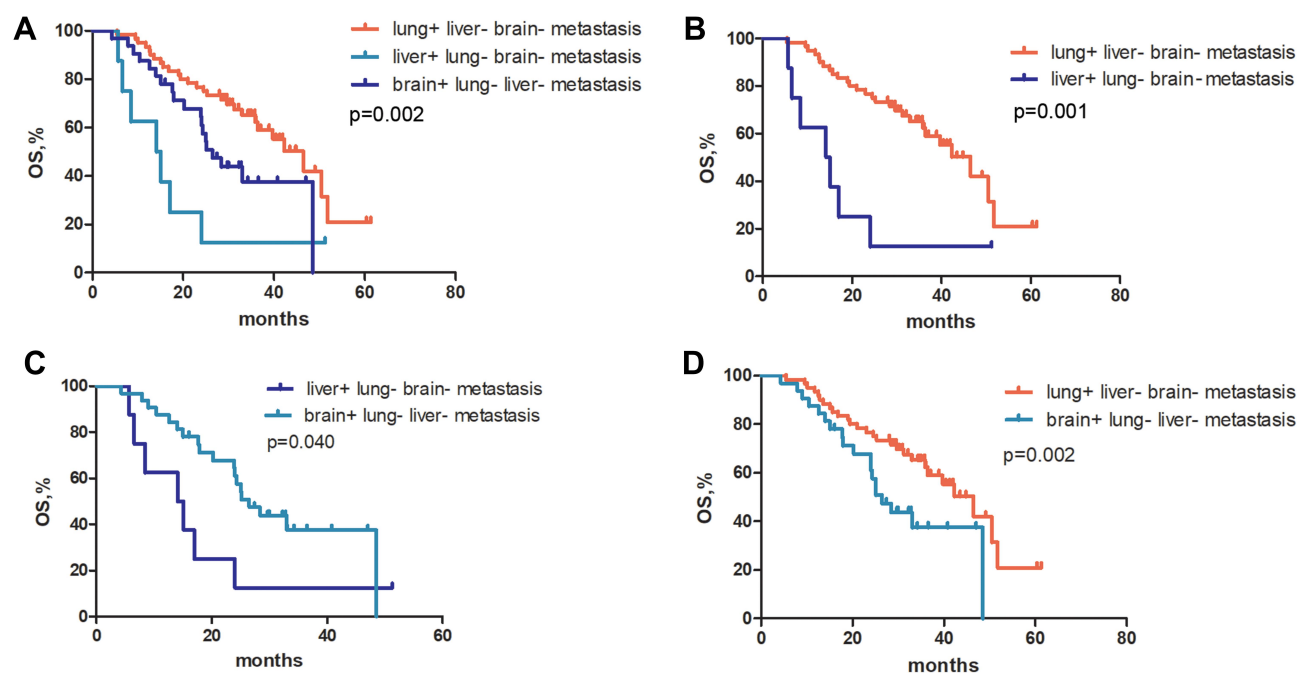 A
lung+ liver- brain- metastasis
liver+ lung- brain- metastasis
brain+ lung-liver- metastasis
p=0.002
OS,%
100
80
60
40
20
0
0 20 40 60 80
months
B
lung+ liver-brain- metastasis
liver+ lung- brain-metastasis
p=0.001
OS,%
100
80
60
40
20
0
0 20 40 60 80
months
C
liver+ lung- brain- metastasis
brain+ lung- liver- metastasis
p=0.040
OS,%
100
80
60
40
20
0
0 20 40 60
months
D
lung+ liver- brain- metastasis
brain+ lung- liver- metastasis
p=0.002
OS,%
100
80
60
40
20
0
0 20 40 60 80
months